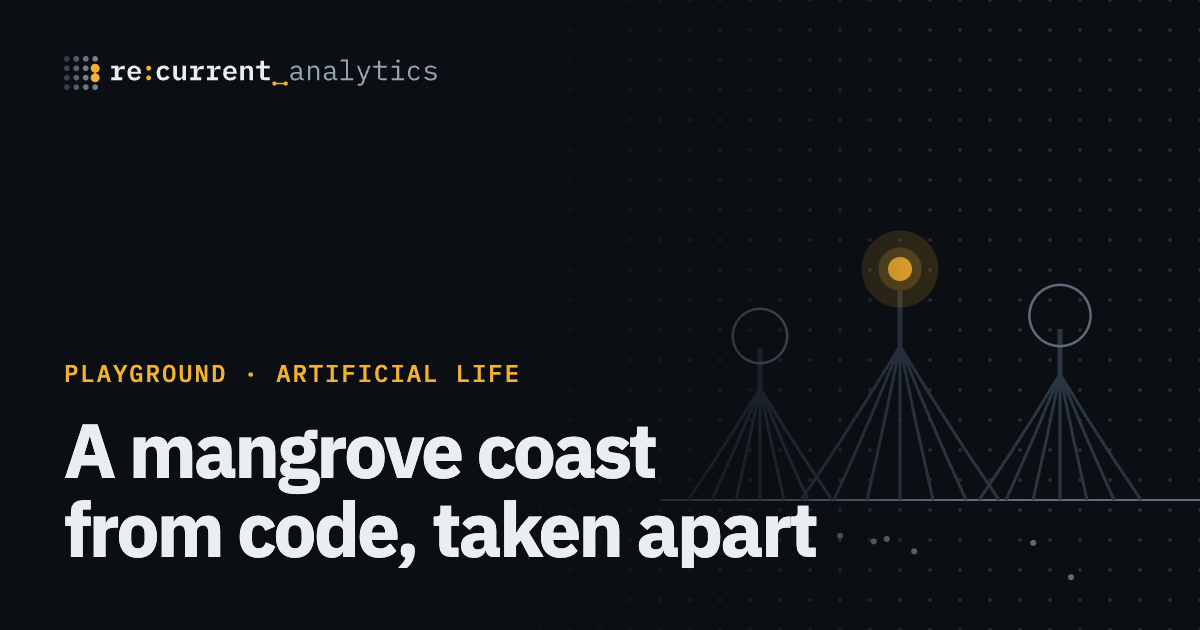 re:current_analytics
PLAYGROUND · ARTIFICIAL LIFE
A mangrove coast
from code, taken apart